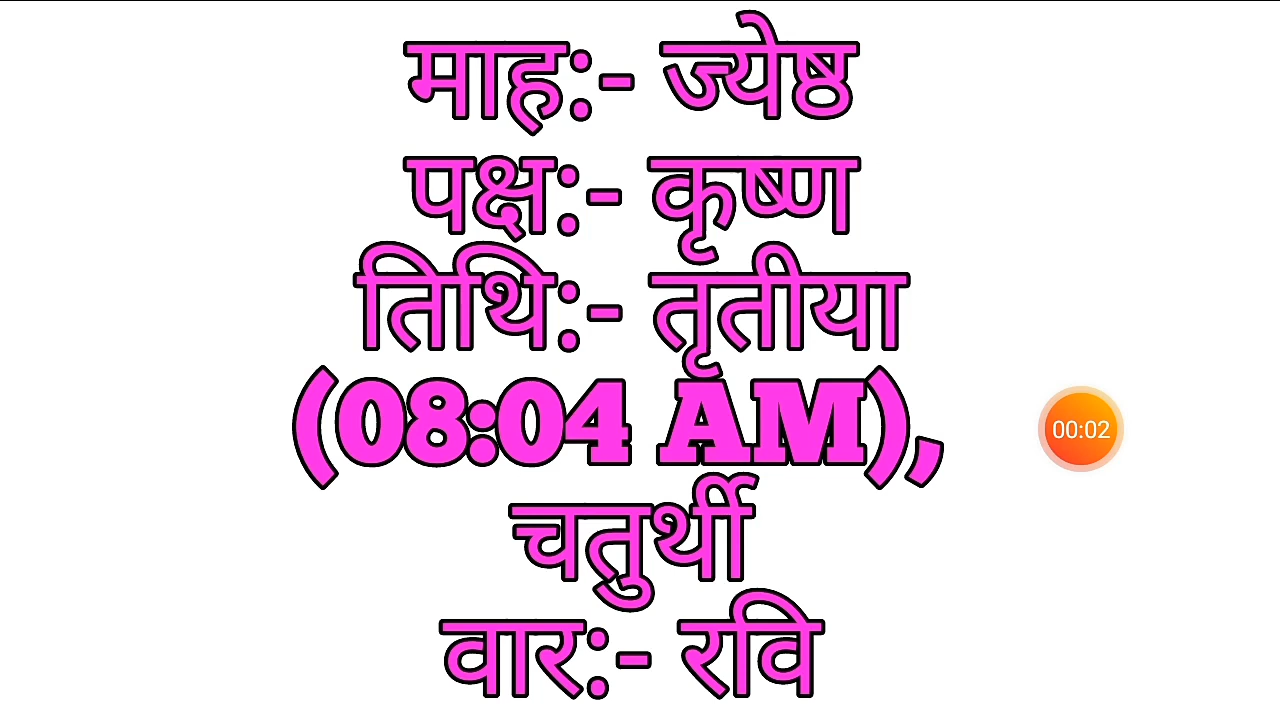 माह:- ज्येष्ठ
पक्ष:- कृष्ण
तिथि:- तृतीया
(08:04 AM),
चतुर्थी
वार:- रवि
00:02